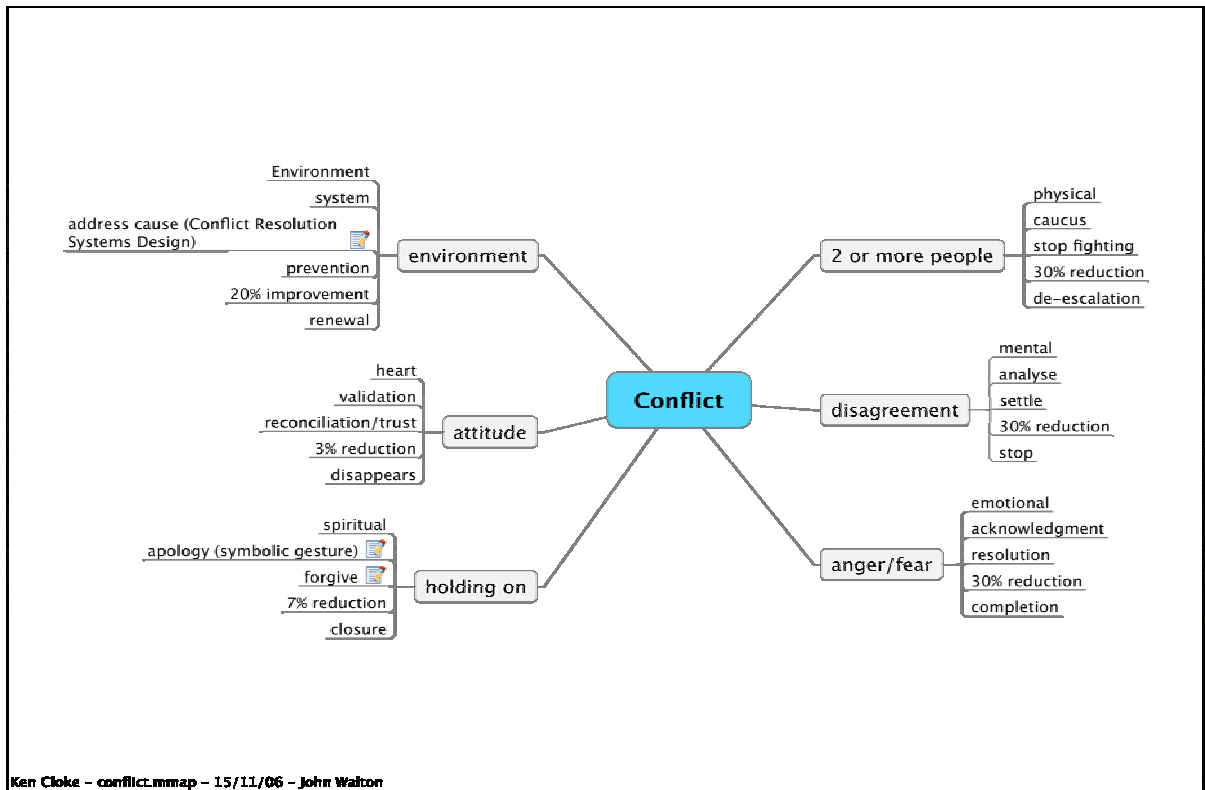 Conflict
2 or more people
physical
caucus
stop fighting
30% reduction
de-escalation
disagreement
mental
analyse
settle
30% reduction
stop
anger/fear
emotional
acknowledgment
resolution
30% reduction
completion
holding on
spiritual
apology (symbolic gesture)
forgive
7% reduction
closure
attitude
heart
validation
reconciliation/trust
3% reduction
disappears
environment
Environment
system
address cause (Conflict Resolution
Systems Design)
prevention
20% improvement
renewal
Ken Cloke - conflict.mmap - 15/11/06 - John Walton